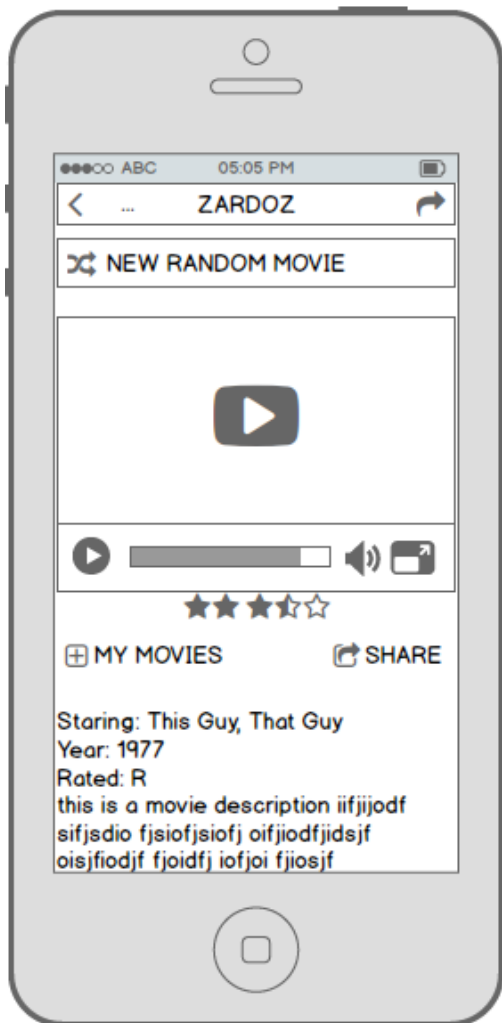 ABC 05:05 PM
... ZARDOZ
NEW RANDOM MOVIE
MY MOVIES SHARE
Staring: This Guy, That Guy
Year: 1977
Rated: R
this is a movie description iifjijodf
sifjsdio fjsiofjsiofj oifjiodfjidsjf
oisjfiodjf fjoidfj iofjoi fjiosjf